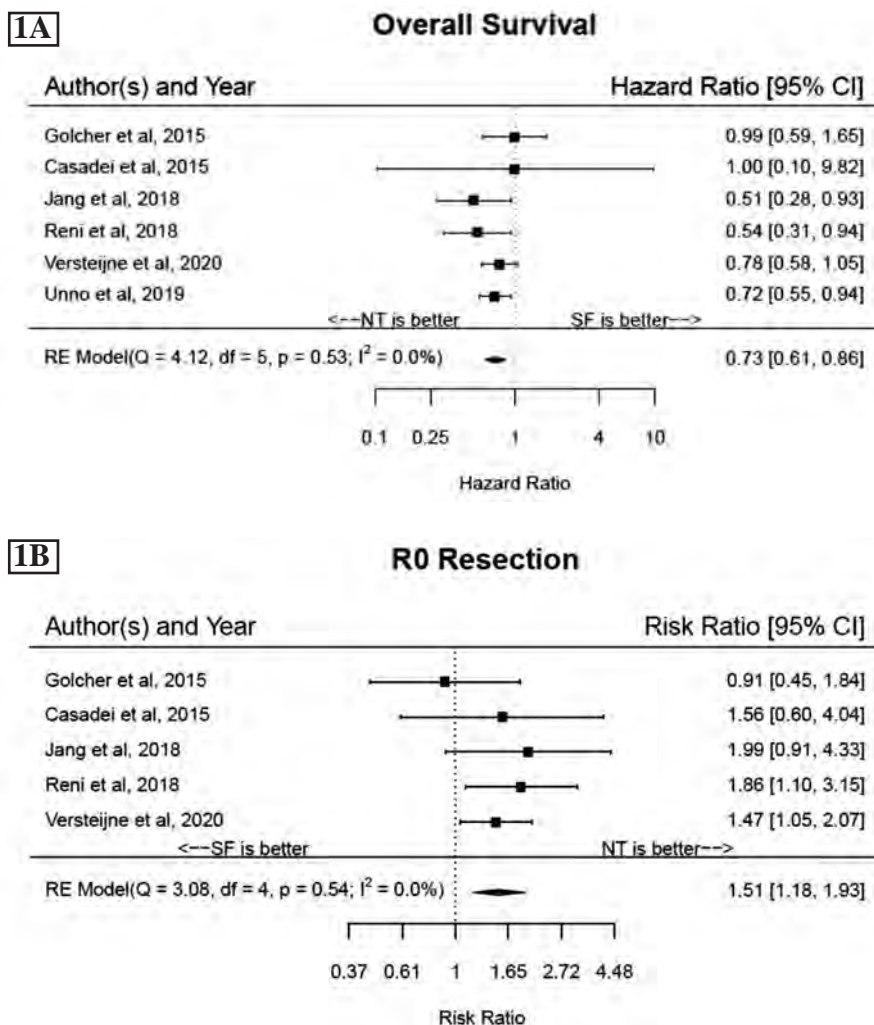 1A
Overall Survival
Author(s) and Year Hazard Ratio [95% CI]
Golcher et al, 2015 0.99 [0.59, 1.65]
Casadei et al, 2015 1.00 [0.10, 9.82]
Jang et al, 2018 0.51 [0.28, 0.93]
Reni et al, 2018 0.54 [0.31, 0.94]
Versteijne et al, 2020 0.78 [0.58, 1.05]
Unno et al, 2019 0.72 [0.55, 0.94]
<--NT is better SF is better-->
RE Model(Q = 4.12, df = 5, p = 0.53; I² = 0.0%) 0.73 [0.61, 0.86]
0.1 0.25 1 4 10
Hazard Ratio
1B
R0 Resection
Author(s) and Year Risk Ratio [95% CI]
Golcher et al, 2015 0.91 [0.45, 1.84]
Casadei et al, 2015 1.56 [0.60, 4.04]
Jang et al, 2018 1.99 [0.91, 4.33]
Reni et al, 2018 1.86 [1.10, 3.15]
Versteijne et al, 2020 1.47 [1.05, 2.07]
<--SF is better NT is better-->
RE Model(Q = 3.08, df = 4, p = 0.54; I² = 0.0%) 1.51 [1.18, 1.93]
0.37 0.61 1 1.65 2.72 4.48
Risk Ratio